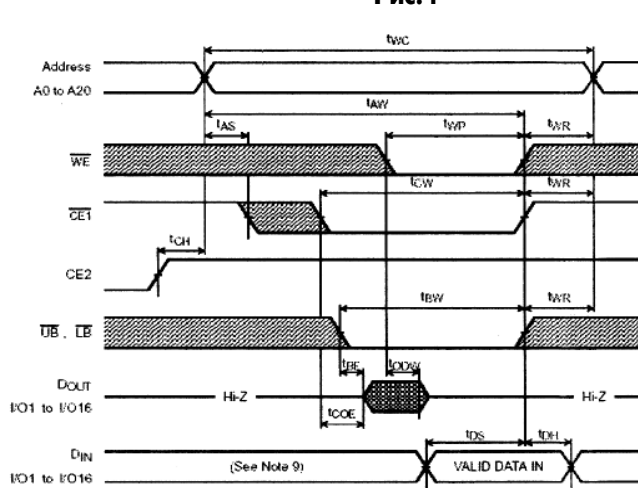 Рис. 1
tWC
Address
A0 to A20
tAW
tAS
tWP
tWR
WE
tCW
tWR
CE1
tCH
CE2
tBW
tWR
UB , LB
tBE
tODW
DOUT
I/O1 to I/O16
Hi-Z
Hi-Z
tCOE
tDS
tDH
DIN
I/O1 to I/O16
(See Note 9)
VALID DATA IN